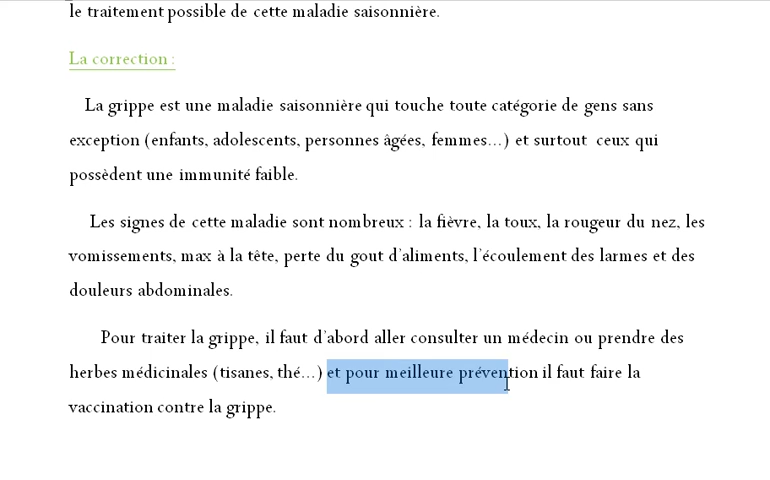 le traitement possible de cette maladie saisonnière.
La correction :
La grippe est une maladie saisonnière qui touche toute catégorie de gens sans
exception (enfants, adolescents, personnes âgées, femmes...) et surtout ceux qui
possèdent une immunité faible.
Les signes de cette maladie sont nombreux : la fièvre, la toux, la rougeur du nez, les
vomissements, max à la tête, perte du gout d'aliments, l'écoulement des larmes et des
douleurs abdominales.
Pour traiter la grippe, il faut d'abord aller consulter un médecin ou prendre des
herbes médicinales (tisanes, thé...) et pour meilleure prévention il faut faire la
vaccination contre la grippe.